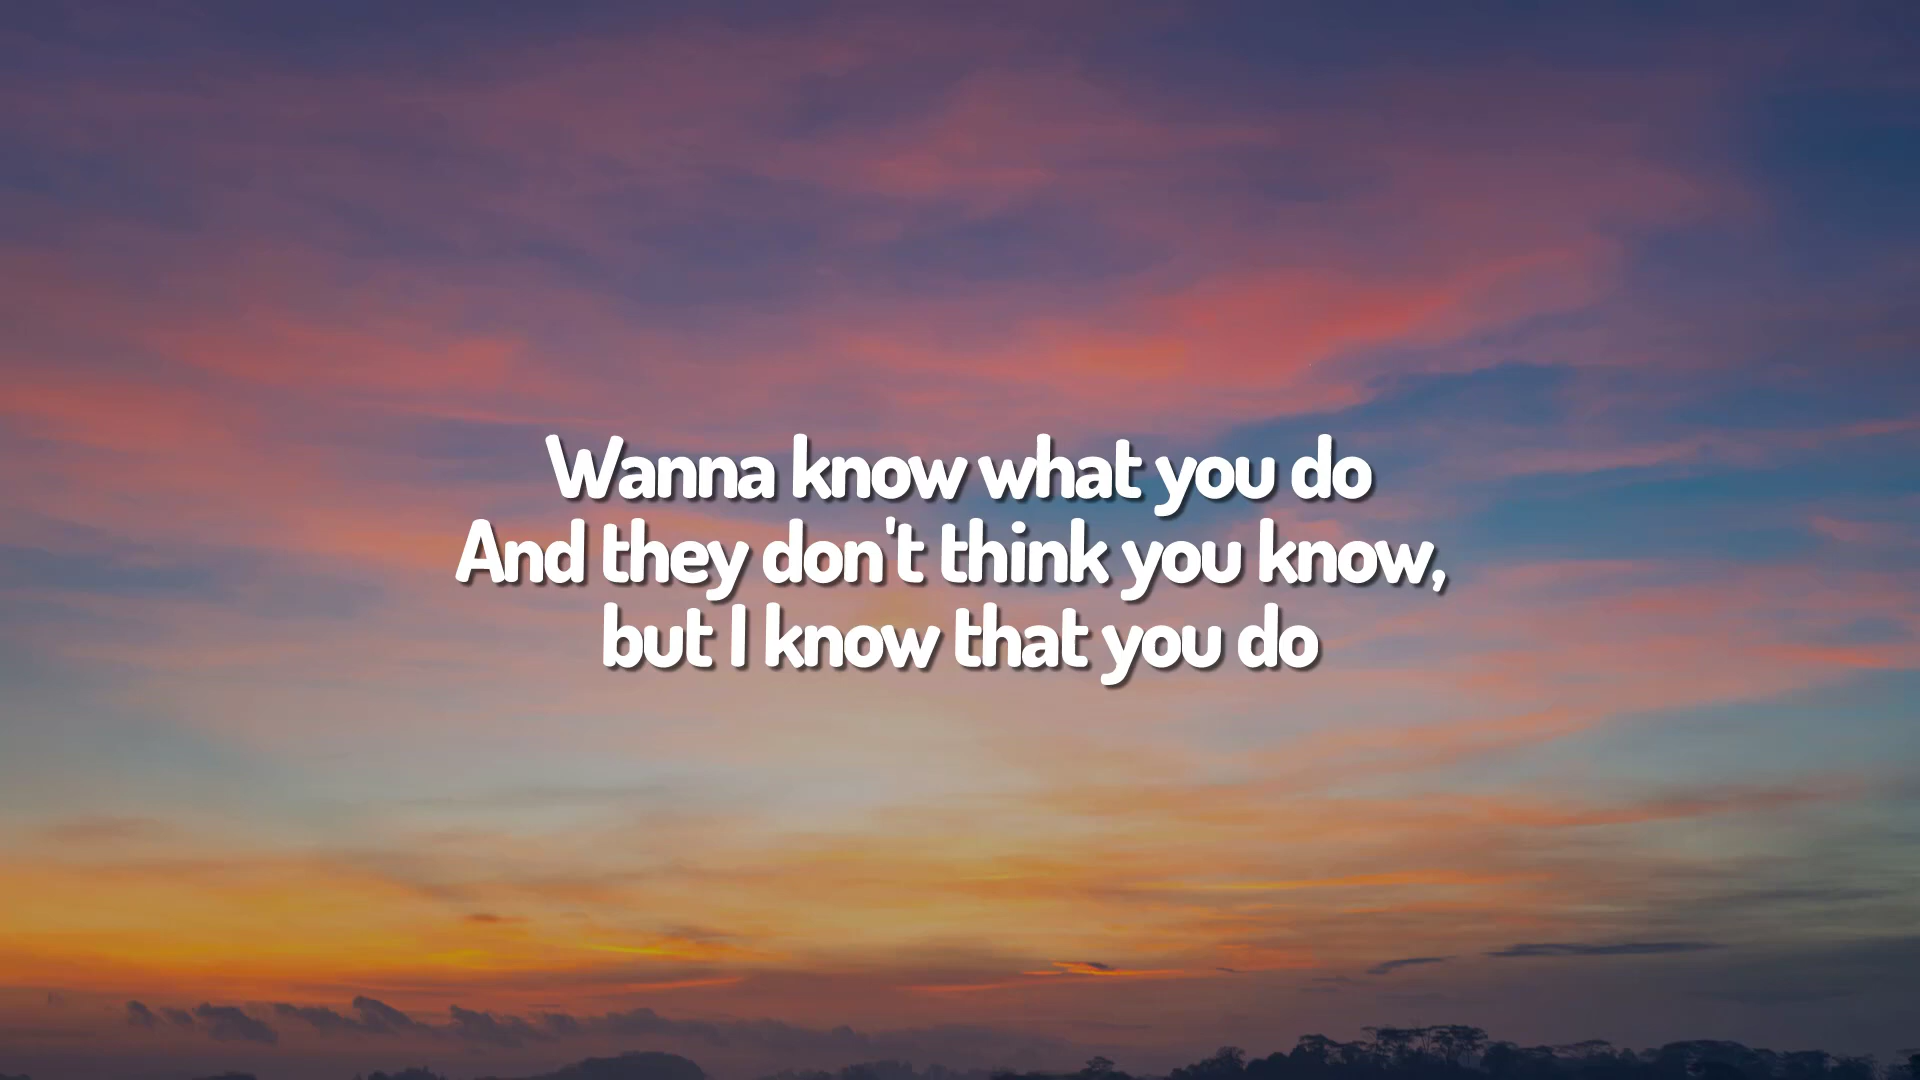 Wanna know what you do
And they don't think you know,
but I know that you do